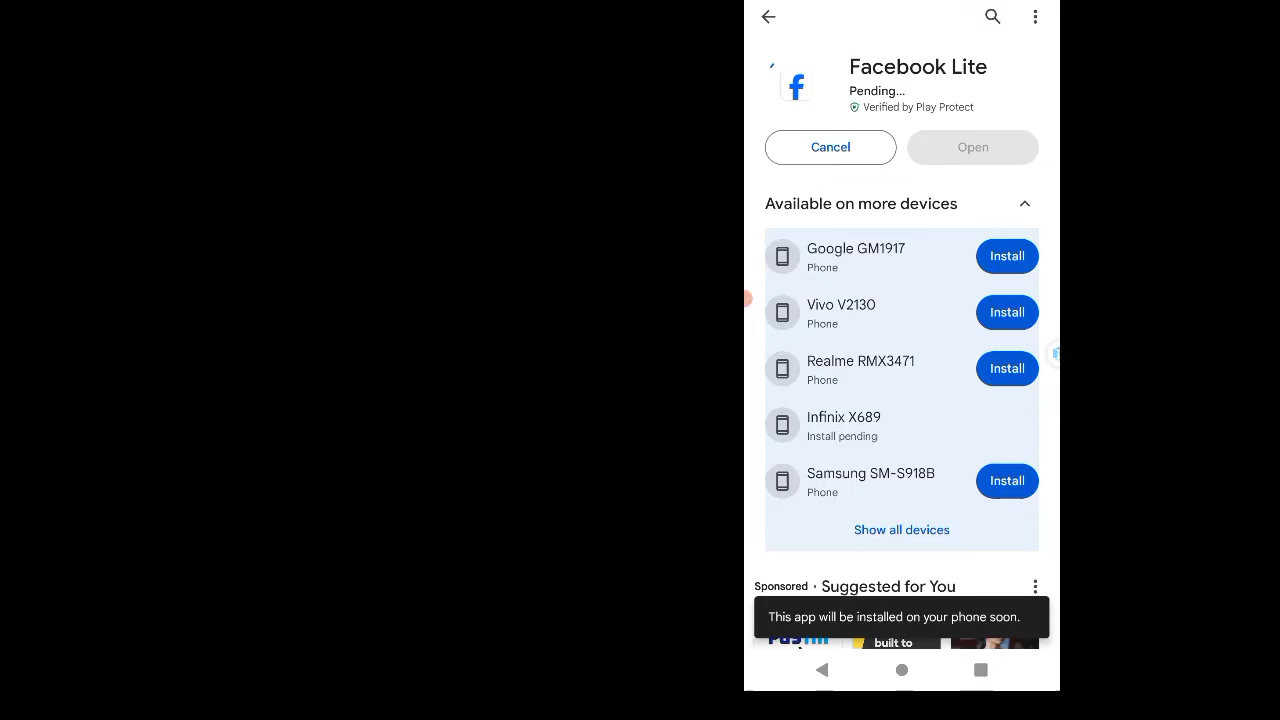 Facebook Lite
Pending...
Verified by Play Protect
Cancel
Open
Available on more devices
Google GM1917
Phone
Install
Vivo V2130
Phone
Install
Realme RMX3471
Phone
Install
Infinix X689
Install pending
Samsung SM-S918B
Phone
Install
Show all devices
Sponsored · Suggested for You
This app will be installed on your phone soon.
built to